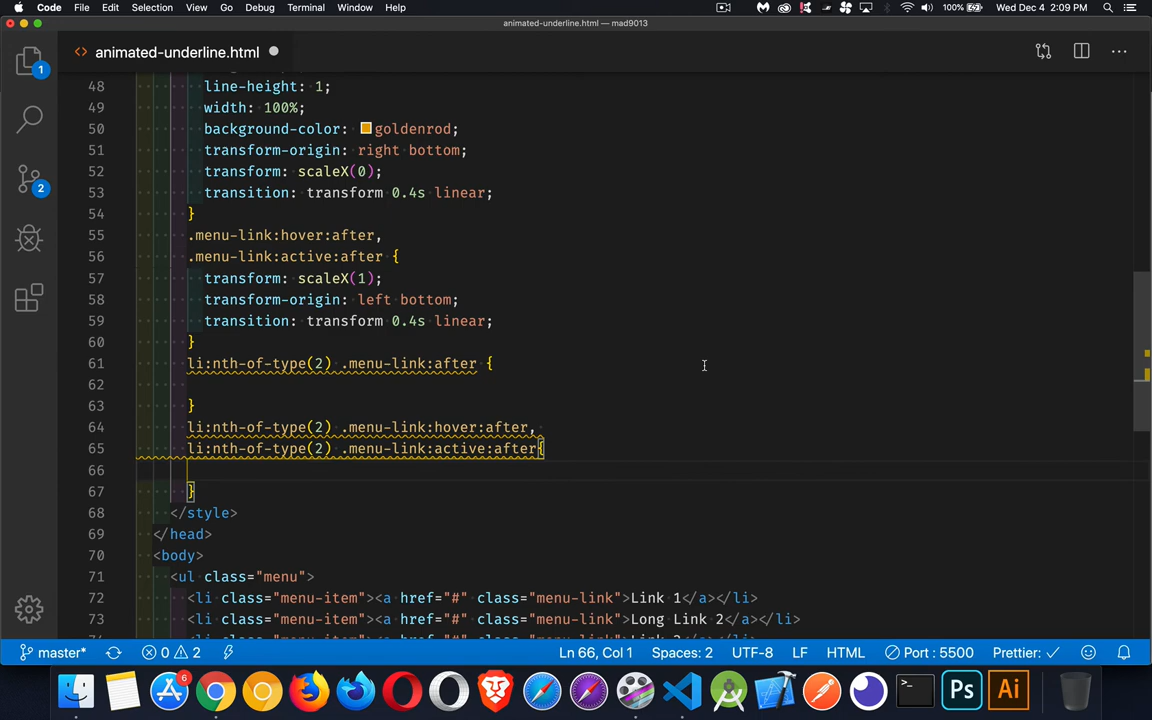 Code File Edit Selection View Go Debug Terminal Window Help 100% Wed Dec 4 2:09 PM
animated-underline.html — mad9013
animated-underline.html
1
48 line-height: 1;
49 width: 100%;
50 background-color: goldenrod;
51 transform-origin: right bottom;
52 transform: scaleX(0);
2
53 transition: transform 0.4s linear;
54 }
55 .menu-link:hover:after,
56 .menu-link:active:after {
57 transform: scaleX(1);
58 transform-origin: left bottom;
59 transition: transform 0.4s linear;
60 }
61 li:nth-of-type(2) .menu-link:after {
62
63 }
64 li:nth-of-type(2) .menu-link:hover:after,
65 li:nth-of-type(2) .menu-link:active:after{
66
67 }
68 </style>
69 </head>
70 <body>
71 <ul class="menu">
72 <li class="menu-item"><a href="#" class="menu-link">Link 1</a></li>
73 <li class="menu-item"><a href="#" class="menu-link">Long Link 2</a></li>
master* 0 2 Ln 66, Col 1 Spaces: 2 UTF-8 LF HTML Port : 5500 Prettier: ✓
6
Ps
Ai